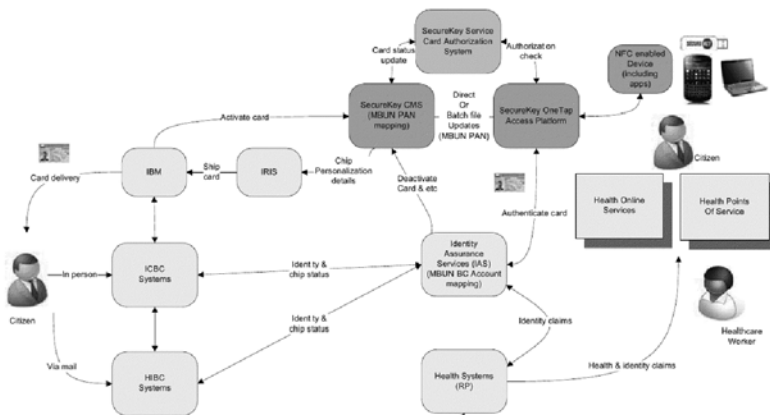 SecureKey Service
Card Authorization
System
Card status
update
Authorization
check
NFC enabled
Device
(including
apps)
SecureKey CMS
(MBUN PAN
mapping)
Direct
Or
Batch file
Updates
(MBUN PAN)
SecureKey OneTap
Access Platform
Activate card
Citizen
IBM
Ship
card
IRIS
Chip
Personalization
details
Card delivery
Deactivate
Card & etc
Authenticate card
Health Online
Services
Health Points
Of Service
Citizen
In person
ICBC
Systems
Identity &
chip status
Identity
Assurance
Services (IAS)
(MBUN BC Account
mapping)
Identity &
chip status
Identity claims
Healthcare
Worker
Via mail
HIBC
Systems
Health Systems
(RP)
Health & identity claims